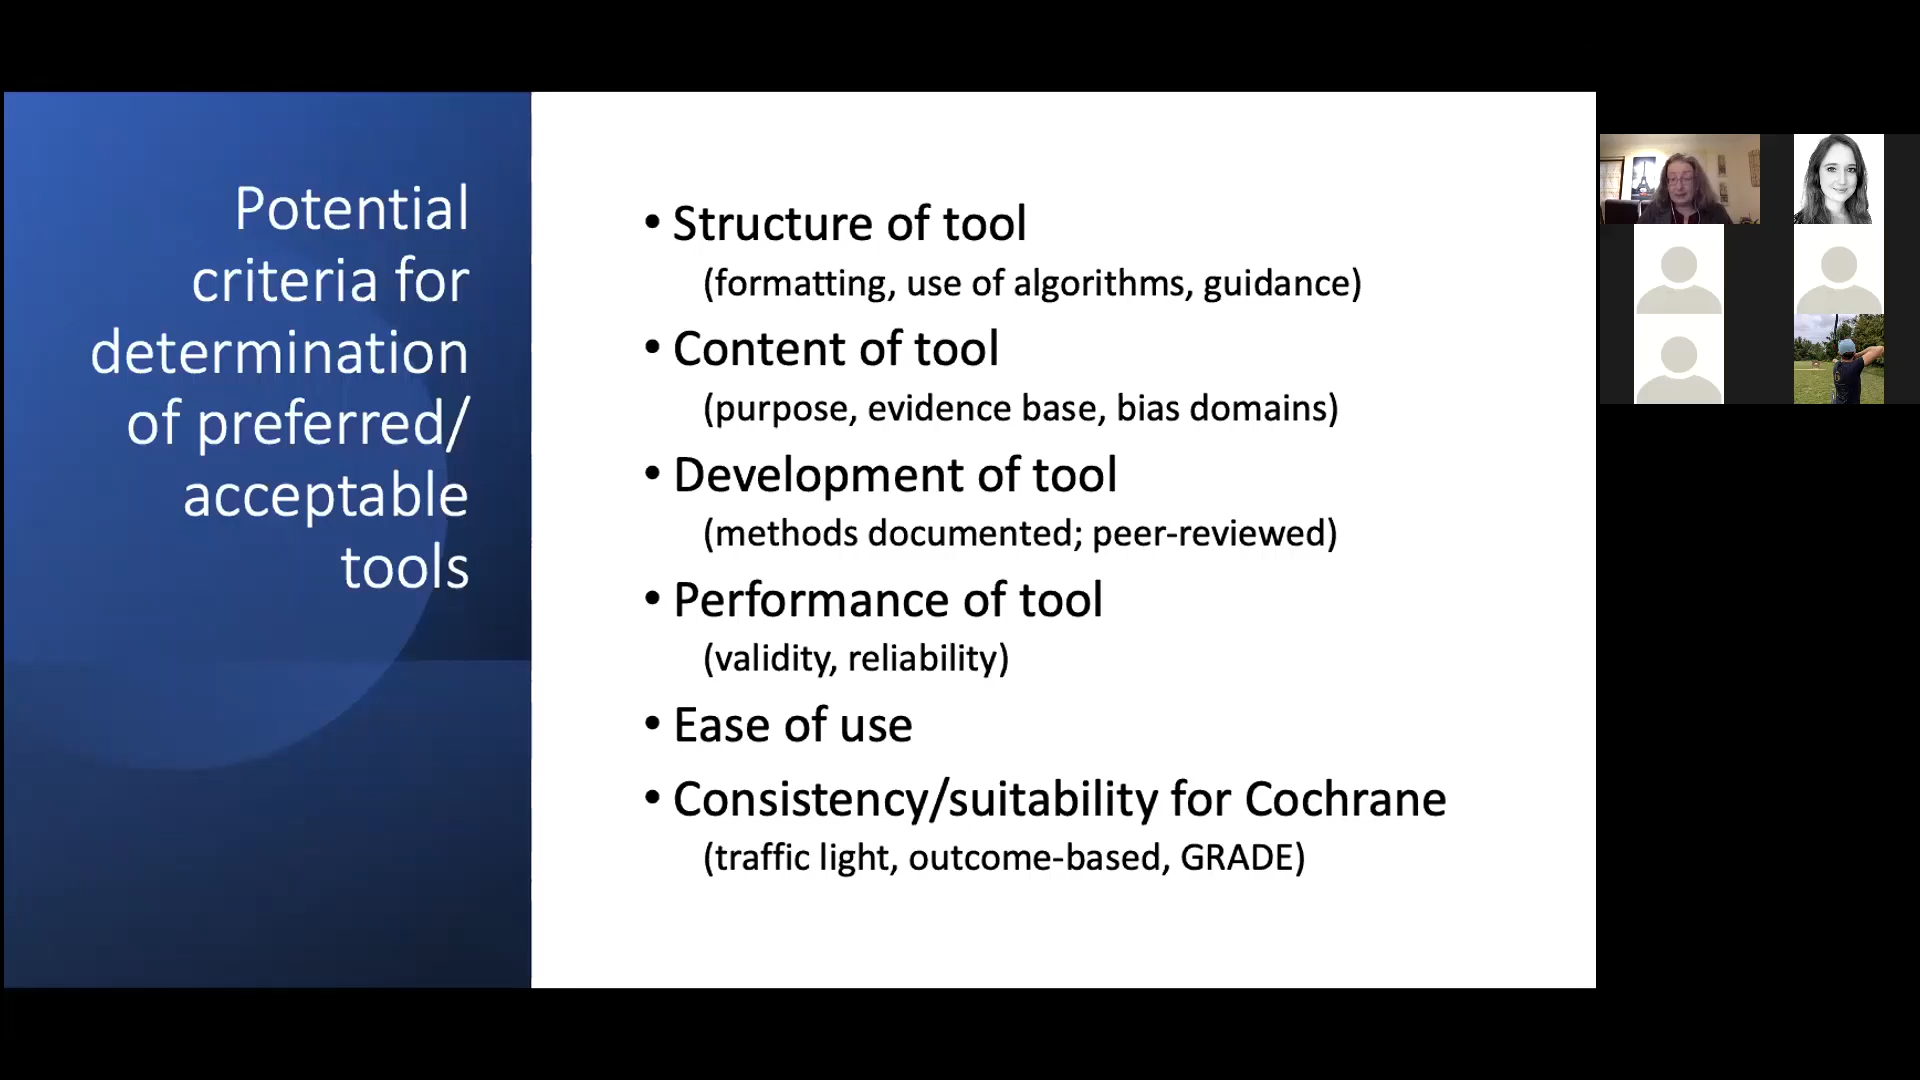 Potential
criteria for
determination
of preferred/
acceptable
tools
• Structure of tool
(formatting, use of algorithms, guidance)
• Content of tool
(purpose, evidence base, bias domains)
• Development of tool
(methods documented; peer-reviewed)
• Performance of tool
(validity, reliability)
• Ease of use
• Consistency/suitability for Cochrane
(traffic light, outcome-based, GRADE)